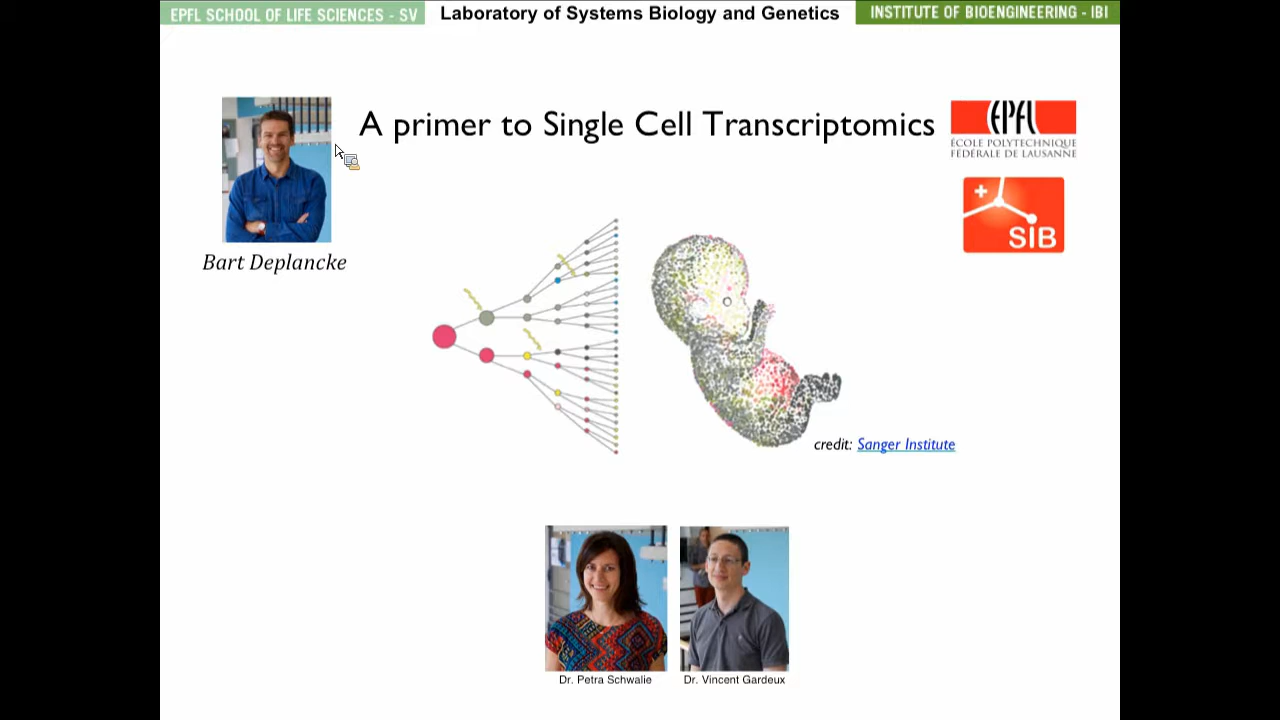 EPFL SCHOOL OF LIFE SCIENCES - SV
Laboratory of Systems Biology and Genetics
INSTITUTE OF BIOENGINEERING - IBI
A primer to Single Cell Transcriptomics
EPFL
ÉCOLE POLYTECHNIQUE
FÉDÉRALE DE LAUSANNE
SIB
Bart Deplancke
credit: Sanger Institute
Dr. Petra Schwalie
Dr. Vincent Gardeux